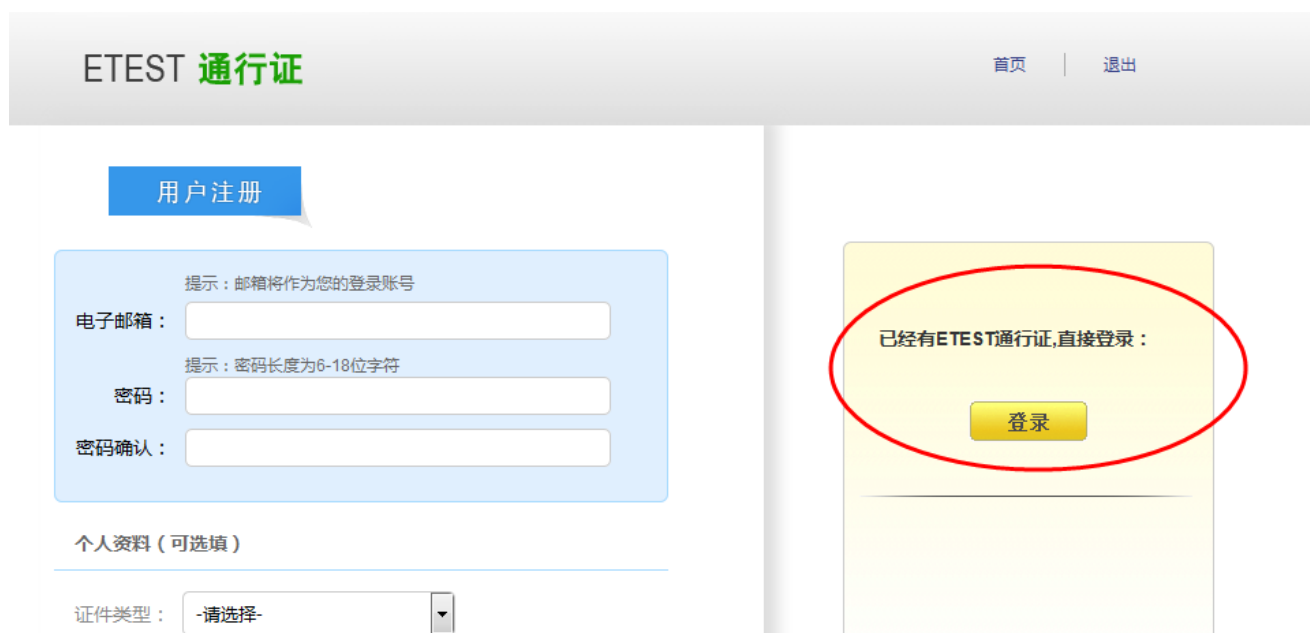 ETEST 通行证
首页
退出
用户注册
提示：邮箱将作为您的登录账号
电子邮箱：
提示：密码长度为6-18位字符
密码：
密码确认：
个人资料（可选填）
证件类型：
-请选择-
已经有ETEST通行证,直接登录：
登录